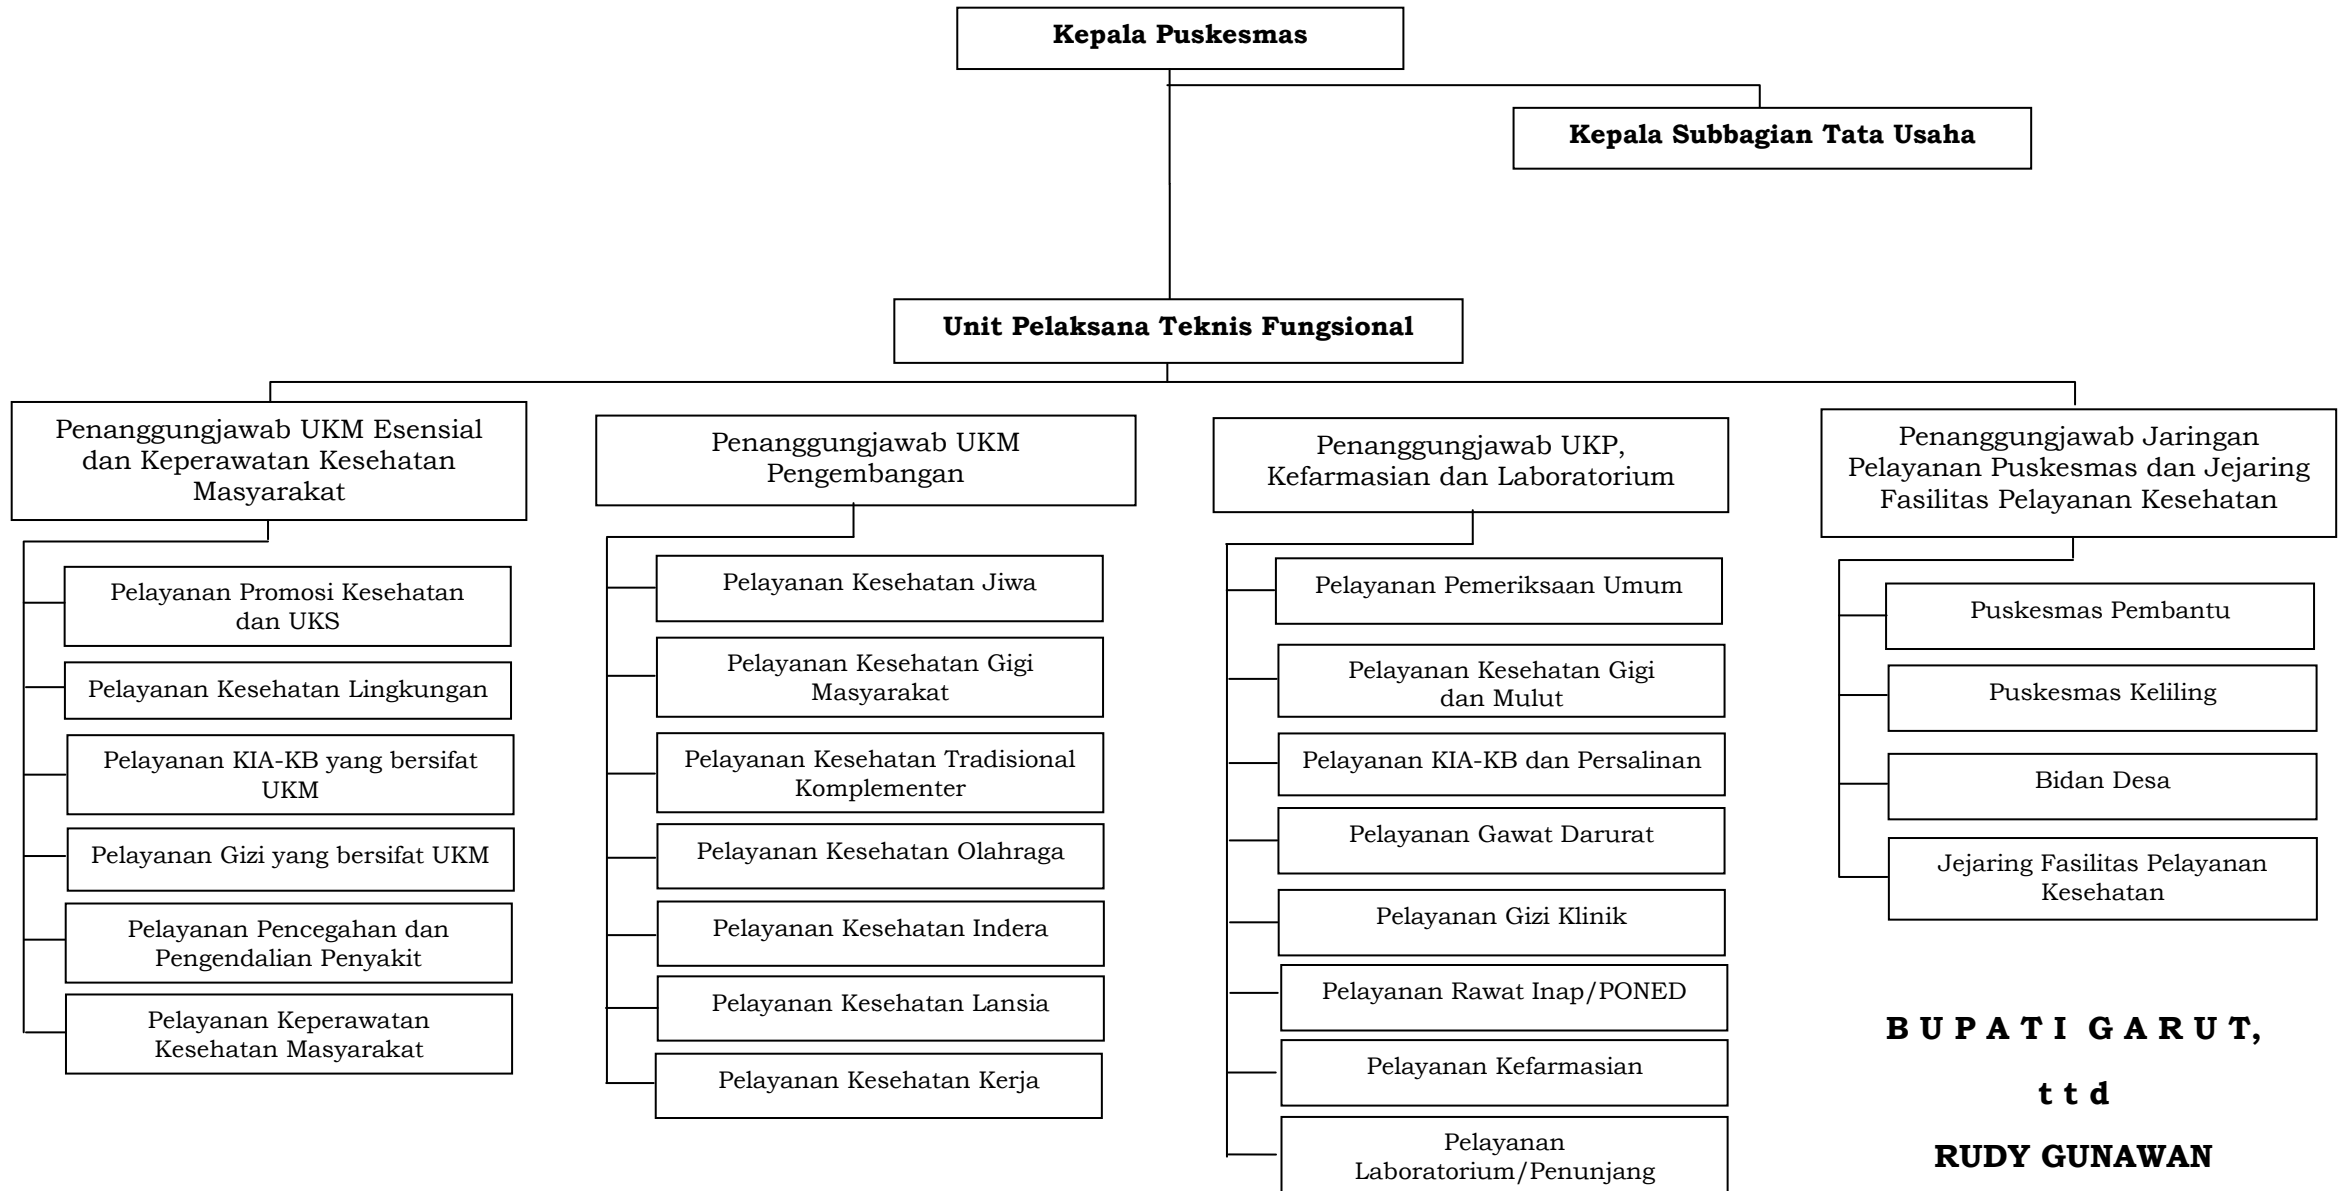 Kepala Puskesmas
Kepala Subbagian Tata Usaha
Unit Pelaksana Teknis Fungsional
Penanggungjawab UKM Esensial
dan Keperawatan Kesehatan
Masyarakat
Pelayanan Promosi Kesehatan
dan UKS
Pelayanan Kesehatan Lingkungan
Pelayanan KIA-KB yang bersifat
UKM
Pelayanan Gizi yang bersifat UKM
Pelayanan Pencegahan dan
Pengendalian Penyakit
Pelayanan Keperawatan
Kesehatan Masyarakat
Penanggungjawab UKM
Pengembangan
Pelayanan Kesehatan Jiwa
Pelayanan Kesehatan Gigi
Masyarakat
Pelayanan Kesehatan Tradisional
Komplementer
Pelayanan Kesehatan Olahraga
Pelayanan Kesehatan Indera
Pelayanan Kesehatan Lansia
Pelayanan Kesehatan Kerja
Penanggungjawab UKP,
Kefarmasian dan Laboratorium
Pelayanan Pemeriksaan Umum
Pelayanan Kesehatan Gigi
dan Mulut
Pelayanan KIA-KB dan Persalinan
Pelayanan Gawat Darurat
Pelayanan Gizi Klinik
Pelayanan Rawat Inap/PONED
Pelayanan Kefarmasian
Pelayanan
Laboratorium/Penunjang
Penanggungjawab Jaringan
Pelayanan Puskesmas dan Jejaring
Fasilitas Pelayanan Kesehatan
Puskesmas Pembantu
Puskesmas Keliling
Bidan Desa
Jejaring Fasilitas Pelayanan
Kesehatan
B U P A T I  G A R U T,
t t d
RUDY GUNAWAN